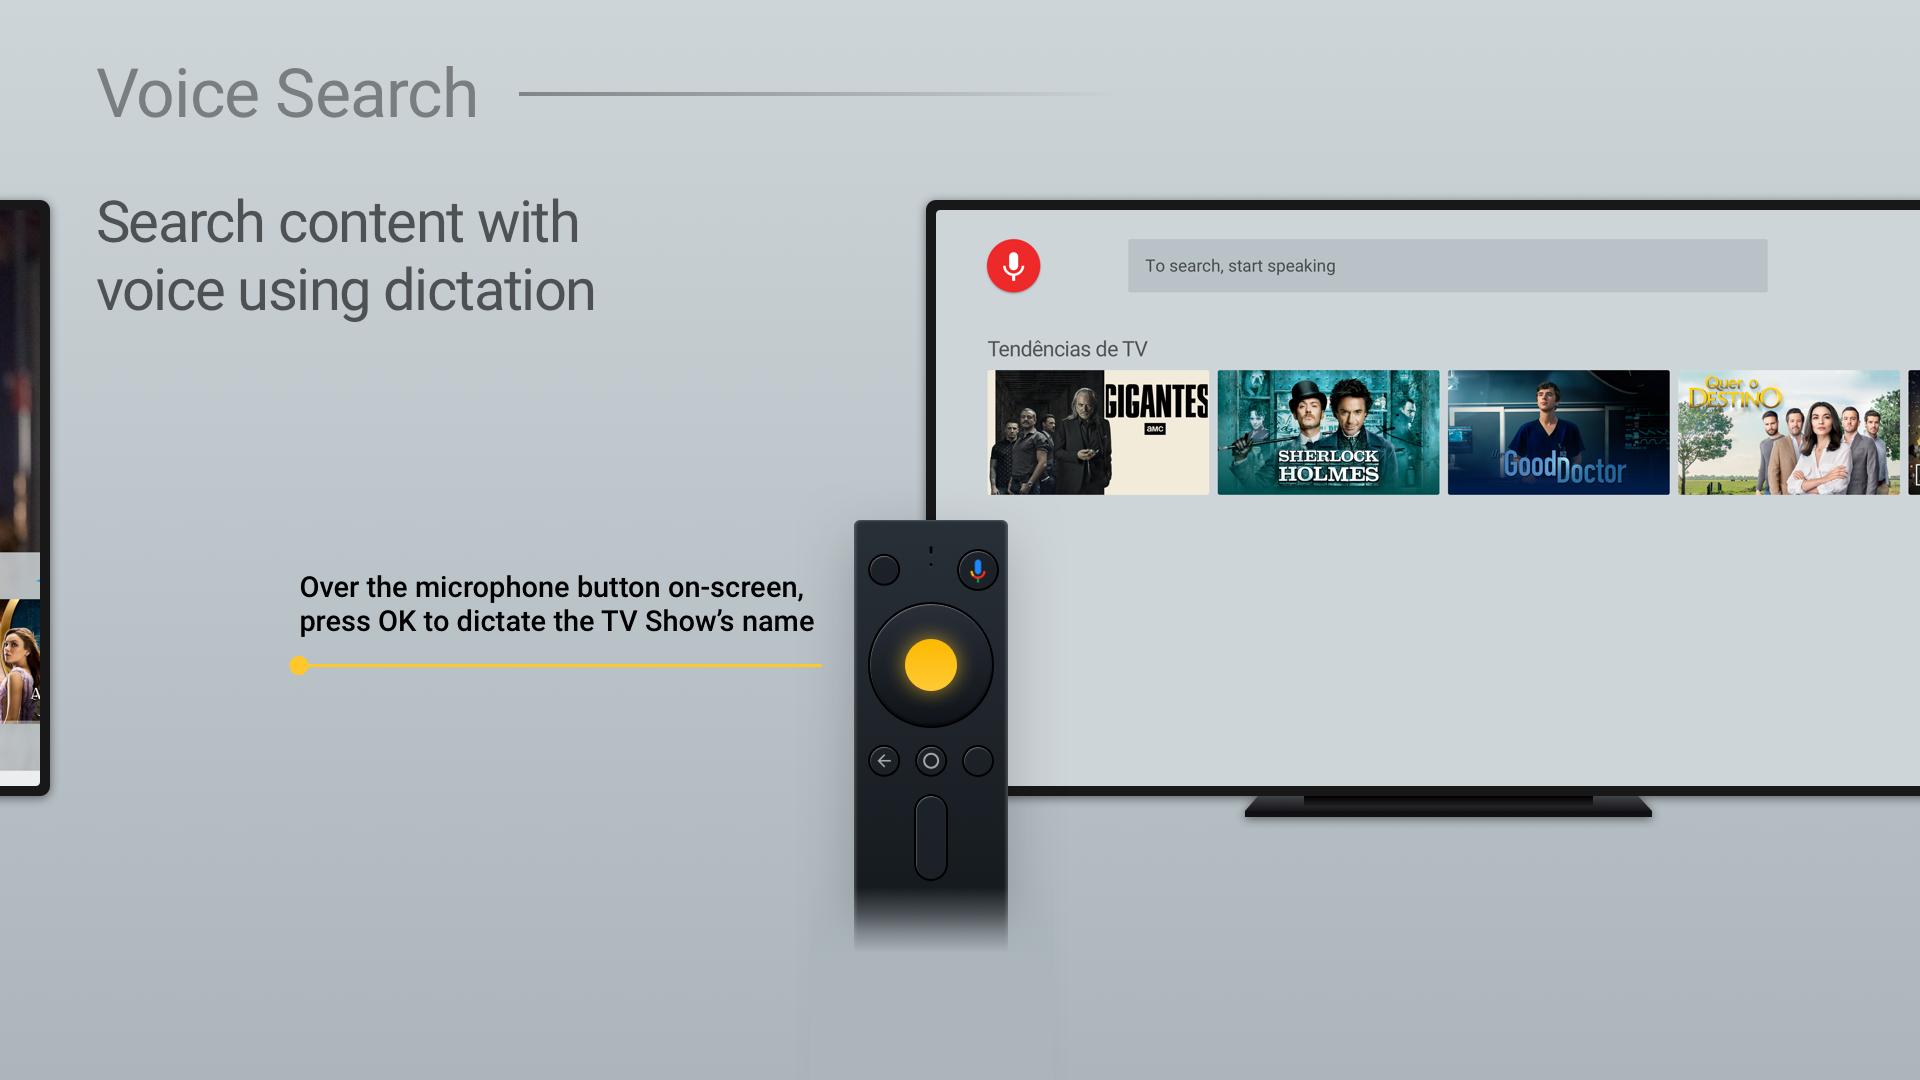 Voice Search
Search content with
voice using dictation
To search, start speaking
Tendências de TV
GIGANTES
aMC
SHERLOCK
HOLMES
THE GOOD DOCTOR
QUER O
DESTINO
Over the microphone button on-screen,
press OK to dictate the TV Show's name
A